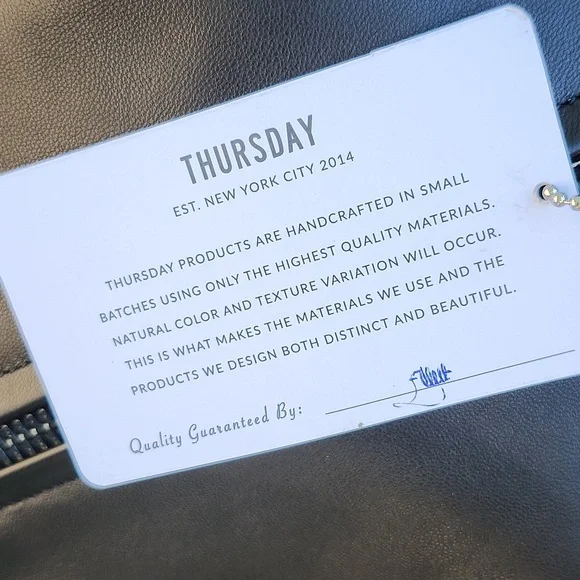 THURSDAY
EST. NEW YORK CITY 2014
THURSDAY PRODUCTS ARE HANDCRAFTED IN SMALL
BATCHES USING ONLY THE HIGHEST QUALITY MATERIALS.
NATURAL COLOR AND TEXTURE VARIATION WILL OCCUR.
THIS IS WHAT MAKES THE MATERIALS WE USE AND THE
PRODUCTS WE DESIGN BOTH DISTINCT AND BEAUTIFUL.
Quality Guaranteed By: